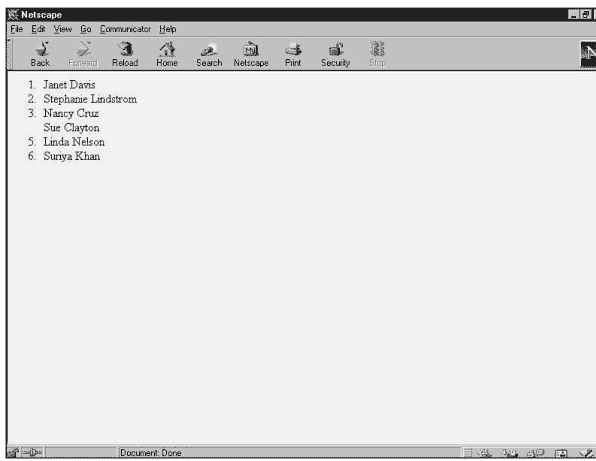 Netscape
File Edit View Go Communicator Help
Back Forward Reload Home Search Netscape Print Security Stop
1. Janet Davis
2. Stephanie Lindstrom
3. Nancy Cruz
Sue Clayton
5. Linda Nelson
6. Suriya Khan
Document: Done